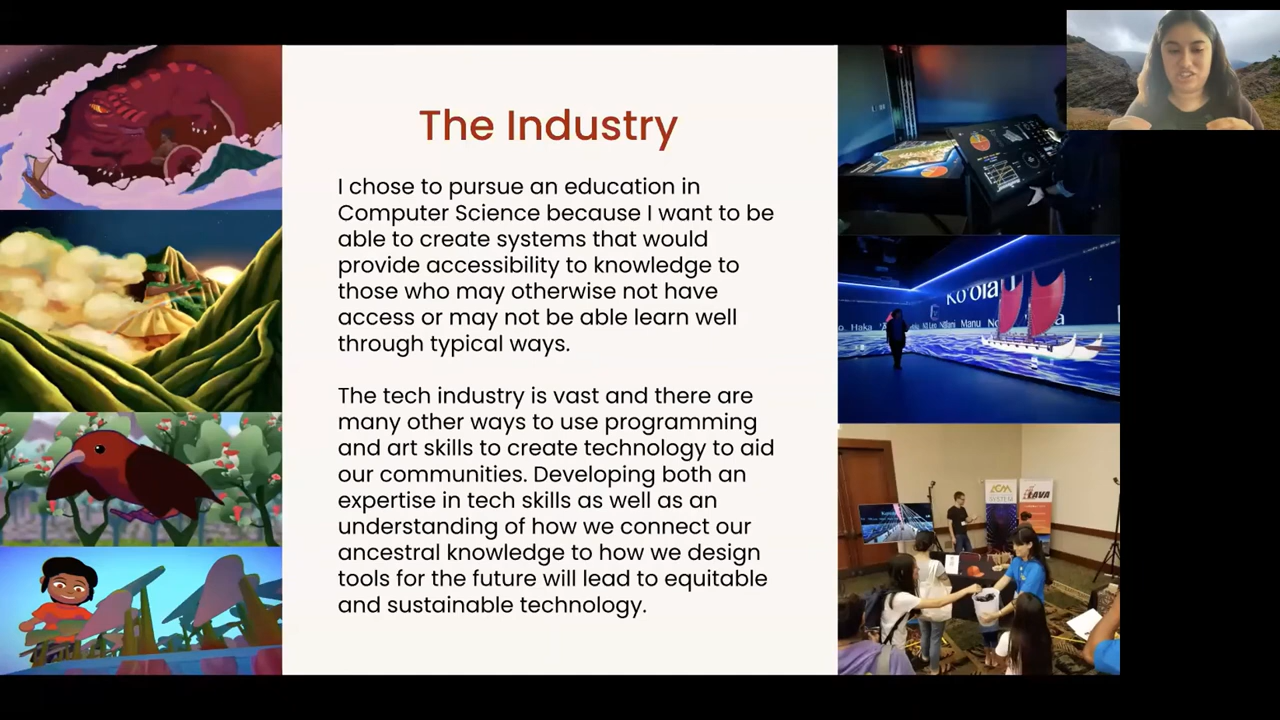 The Industry
I chose to pursue an education in
Computer Science because I want to be
able to create systems that would
provide accessibility to knowledge to
those who may otherwise not have
access or may not be able learn well
through typical ways.
The tech industry is vast and there are
many other ways to use programming
and art skills to create technology to aid
our communities. Developing both an
expertise in tech skills as well as an
understanding of how we connect our
ancestral knowledge to how we design
tools for the future will lead to equitable
and sustainable technology.
Ko'olau
Haka
Manu
ACM
LAVA